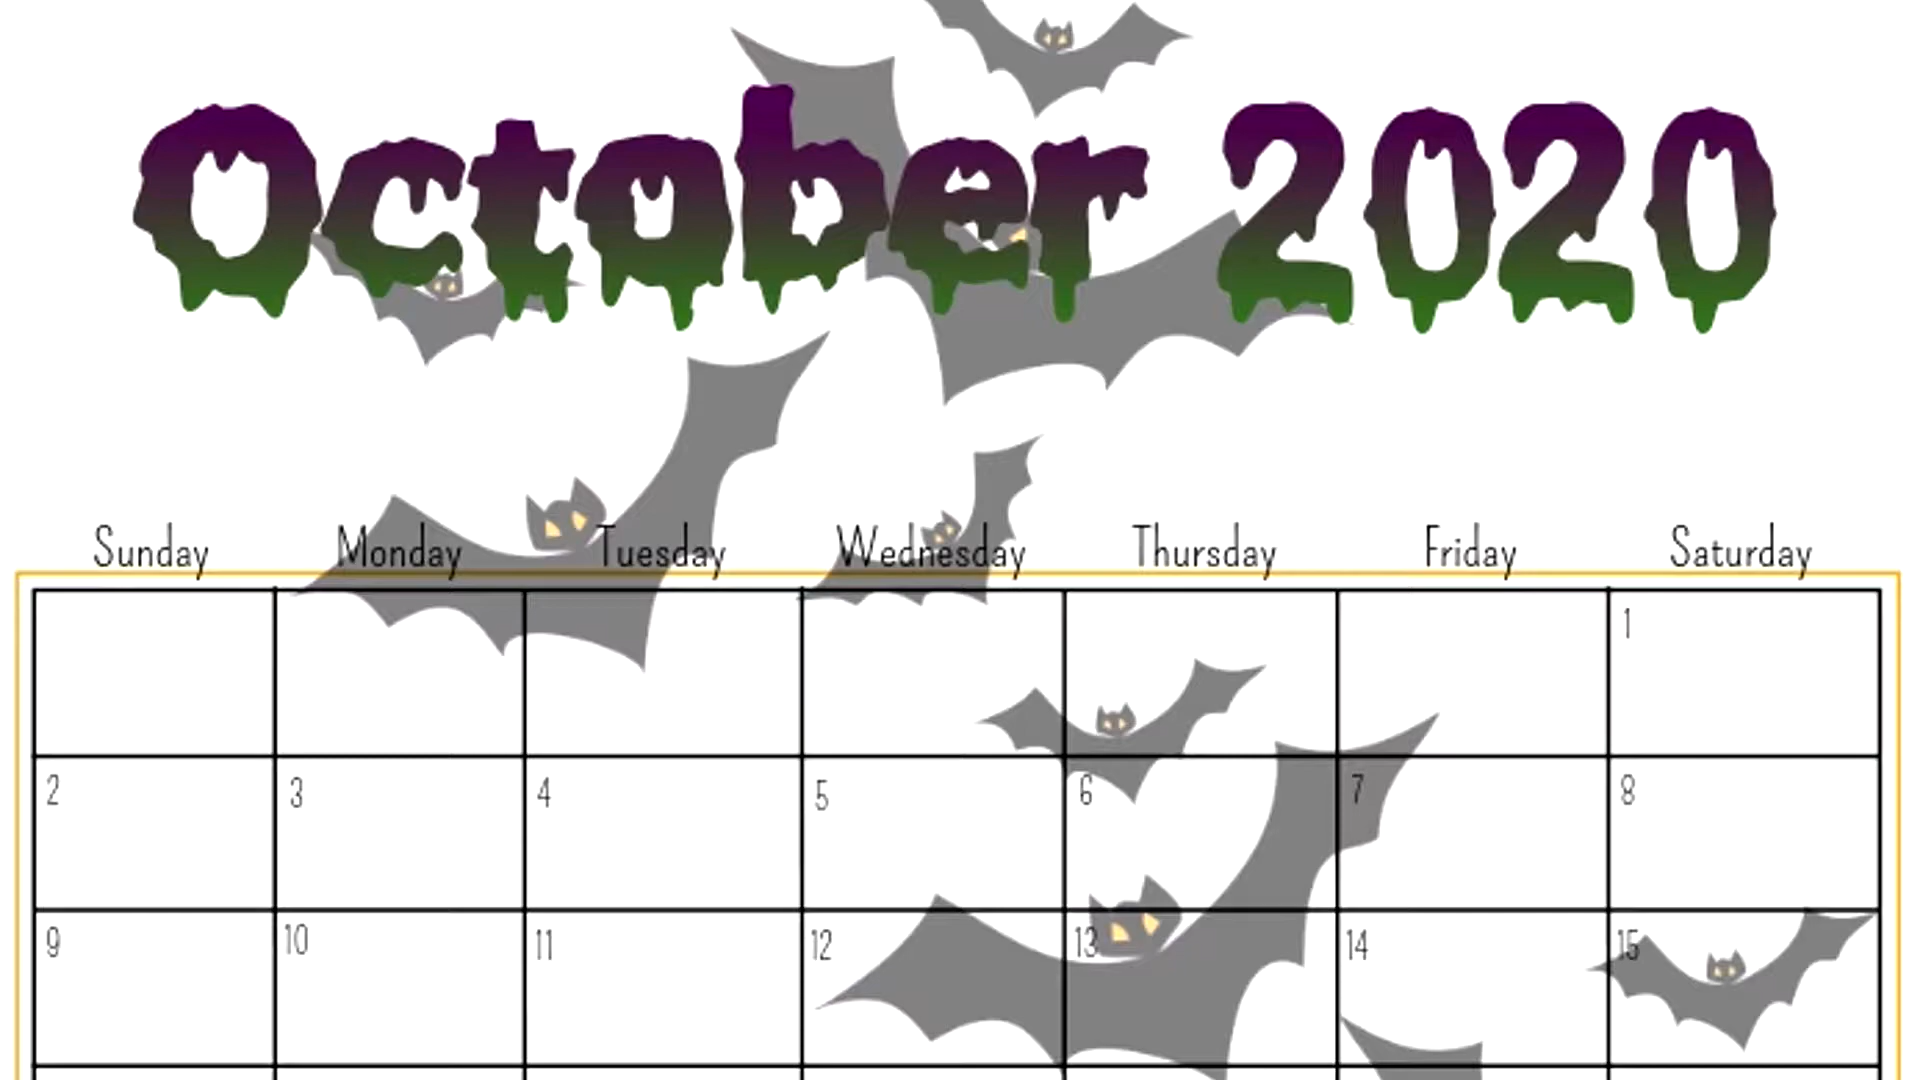 October 2020
Sunday Monday Tuesday Wednesday Thursday Friday Saturday
1
2 3 4 5 6 7 8
9 10 11 12 13 14 15